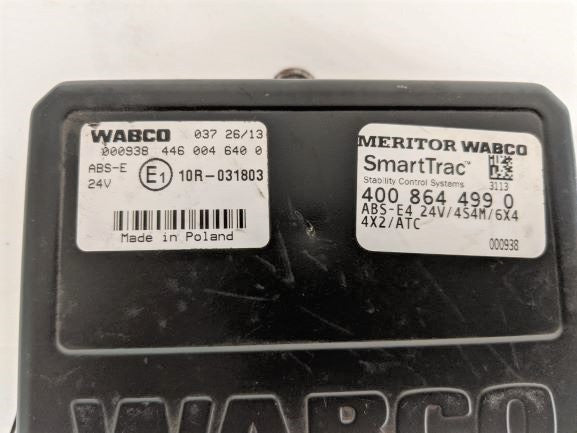 WABCO 037 26/13
000938 446 004 640 0
ABS-E
24V
E1 10R-031803
Made in Poland
MERITOR WABCO
SmartTrac™
Stability Control Systems 3113
400 864 499 0
ABS-E4 24V/4S4M/6X4
4X2/ATC
000938
WABCO